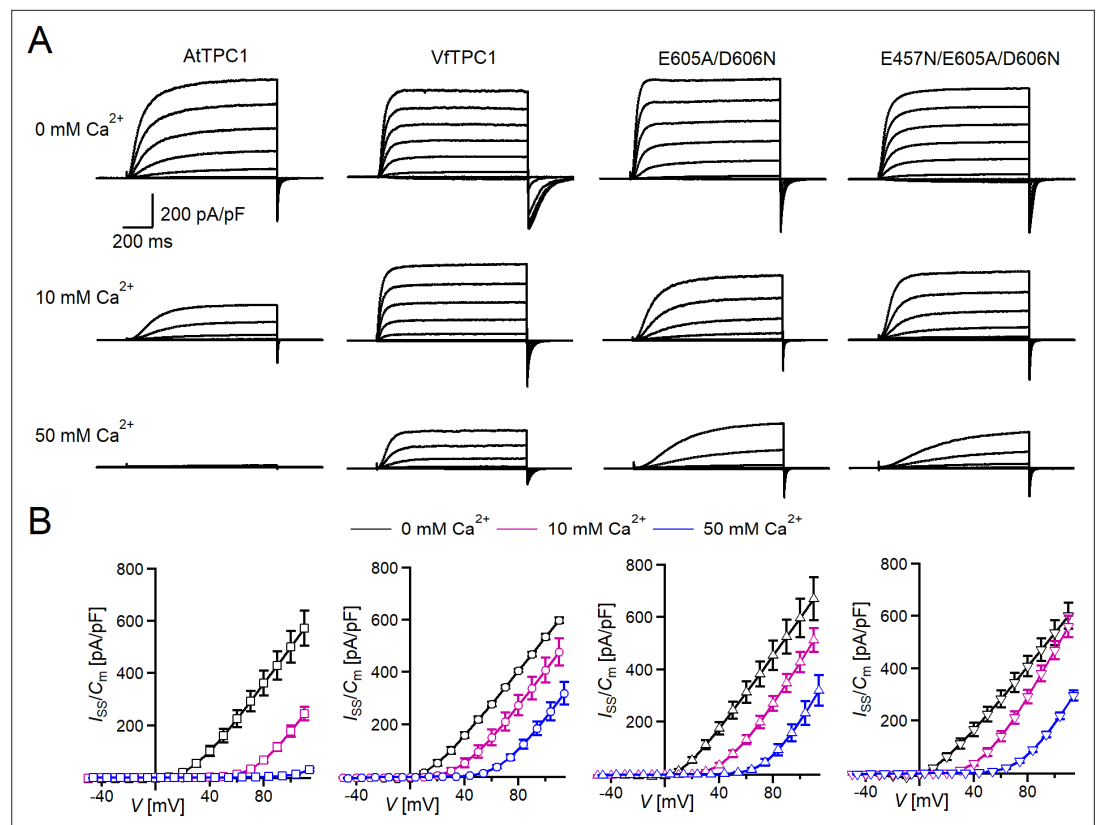 A
AtTPC1 VfTPC1 E605A/D606N E457N/E605A/D606N
0 mM Ca2+
200 pA/pF
200 ms
10 mM Ca2+
50 mM Ca2+
B
0 mM Ca2+ 10 mM Ca2+ 50 mM Ca2+
800 800 800 800
600 600 600 600
400 400 400 400
200 200 200 200
ISS/Cm [pA/pF] ISS/Cm [pA/pF] ISS/Cm [pA/pF] ISS/Cm [pA/pF]
-40 40 80 -40 40 80 -40 40 80 -40 40 80
V [mV] V [mV] V [mV] V [mV]